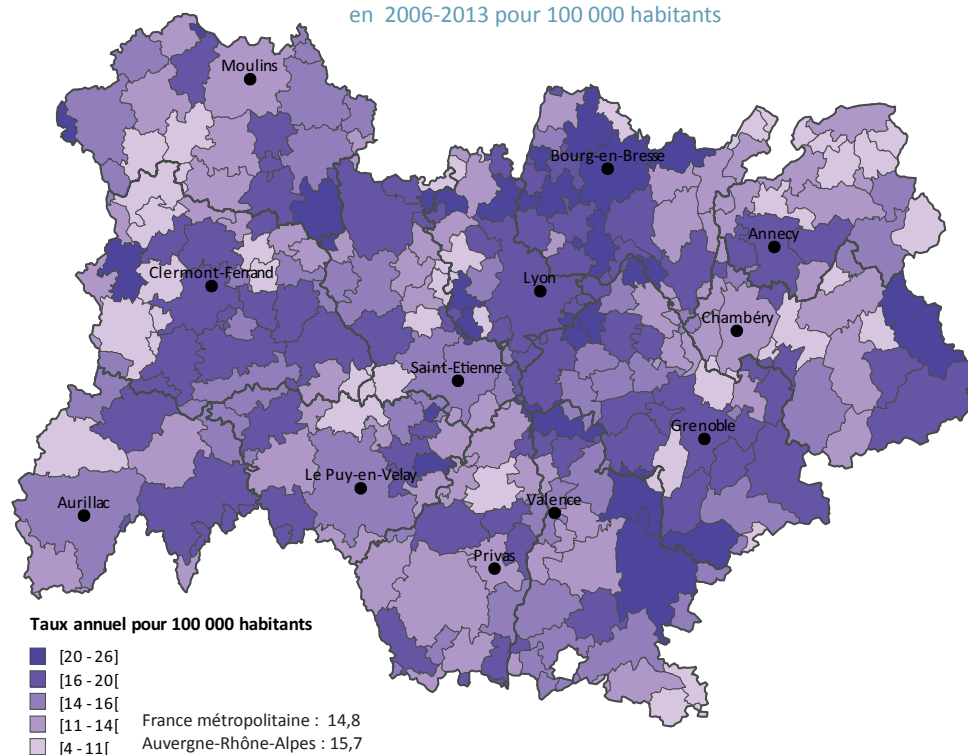 en 2006-2013 pour 100 000 habitants
Moulins
Bourg-en-Bresse
Annecy
Clermont-Ferrand
Lyon
Chambéry
Saint-Etienne
Grenoble
Le Puy-en-Velay
Aurillac
Valence
Privas
Taux annuel pour 100 000 habitants
[20 - 26]
[16 - 20[
[14 - 16[
[11 - 14[
[4 - 11[
France métropolitaine : 14,8
Auvergne-Rhône-Alpes : 15,7